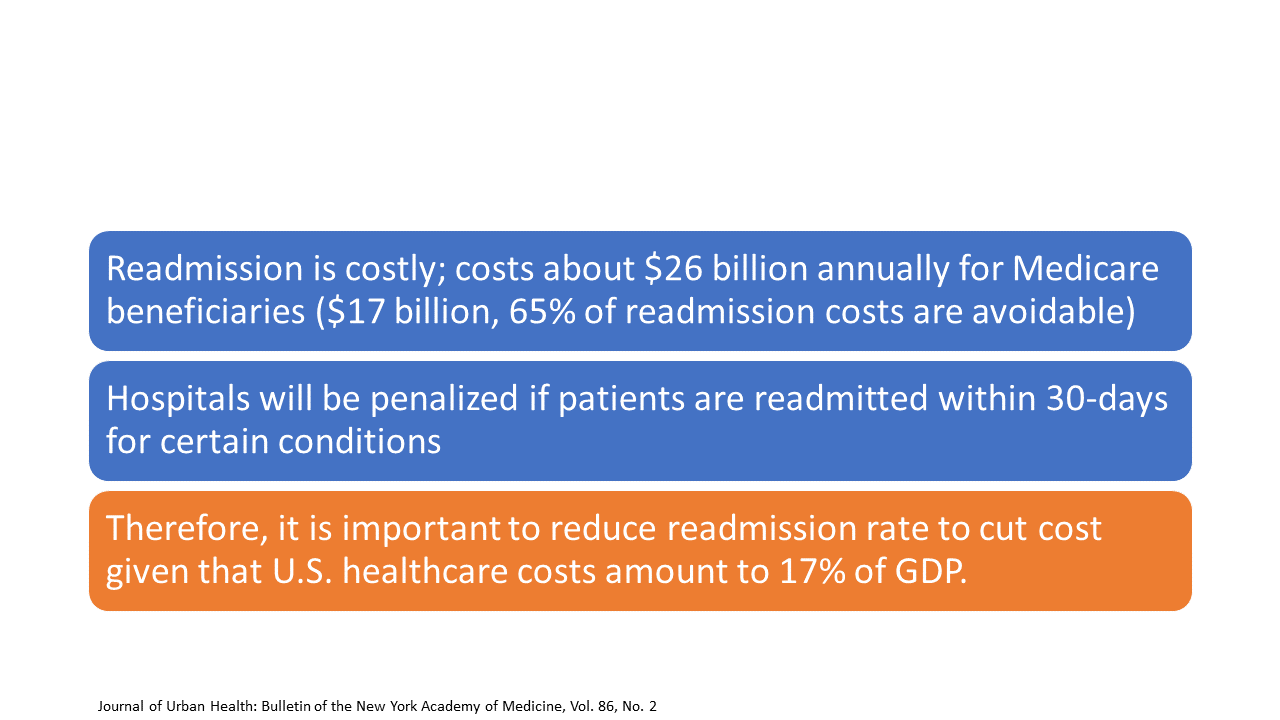 Readmission is costly; costs about $26 billion annually for Medicare
beneficiaries ($17 billion, 65% of readmission costs are avoidable)
Hospitals will be penalized if patients are readmitted within 30-days
for certain conditions
Therefore, it is important to reduce readmission rate to cut cost
given that U.S. healthcare costs amount to 17% of GDP.
Journal of Urban Health: Bulletin of the New York Academy of Medicine, Vol. 86, No. 2